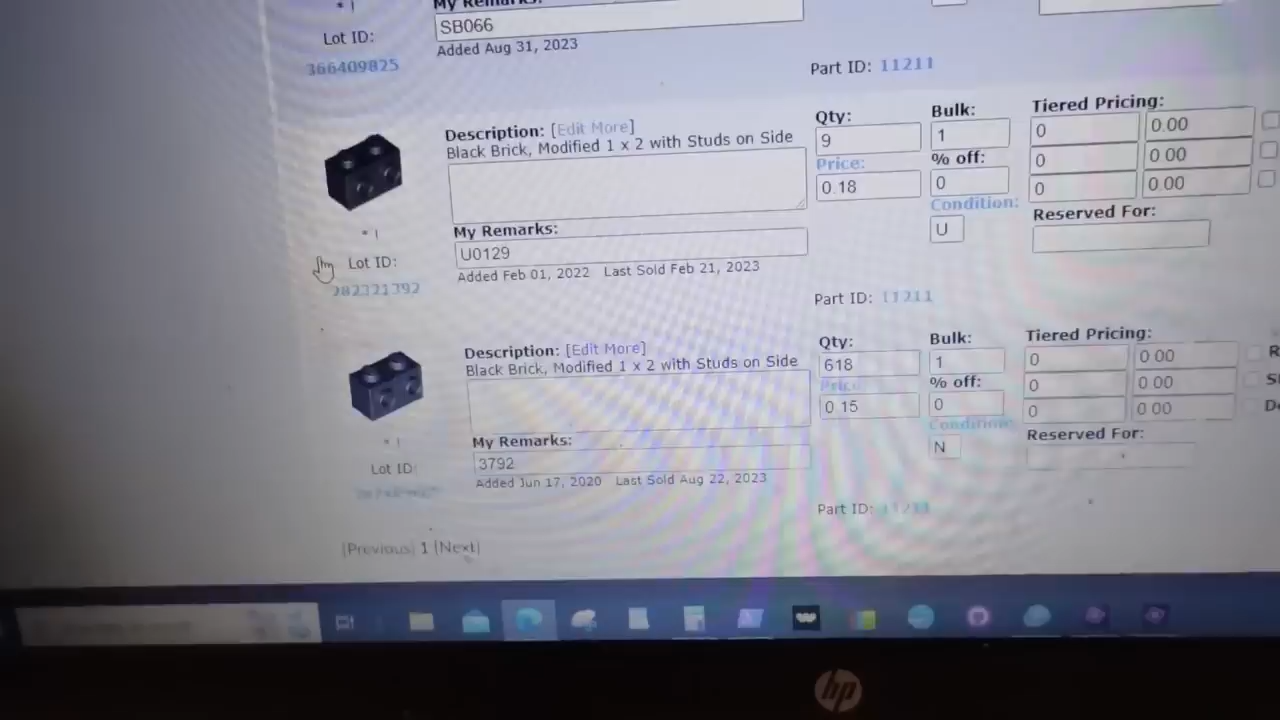 My Remarks:
SB066
Added Aug 31, 2023
Lot ID:
366409825
Part ID: 11211
Description: [Edit More]
Black Brick, Modified 1 x 2 with Studs on Side
Qty:
9
Price:
0.18
Bulk:
1
% off:
0
Condition:
U
Tiered Pricing:
0 0.00
0 0.00
0 0.00
Reserved For:
* |
Lot ID:
282321392
My Remarks:
U0129
Added Feb 01, 2022 Last Sold Feb 21, 2023
Part ID: 11211
Description: [Edit More]
Black Brick, Modified 1 x 2 with Studs on Side
Qty:
618
Price:
0.15
Bulk:
1
% off:
0
Condition:
N
Tiered Pricing:
0 0.00
0 0.00
0 0.00
Reserved For:
* |
Lot ID:
My Remarks:
3792
Added Jun 17, 2020 Last Sold Aug 22, 2023
Part ID: 11211
[Previous] 1 [Next]
hp